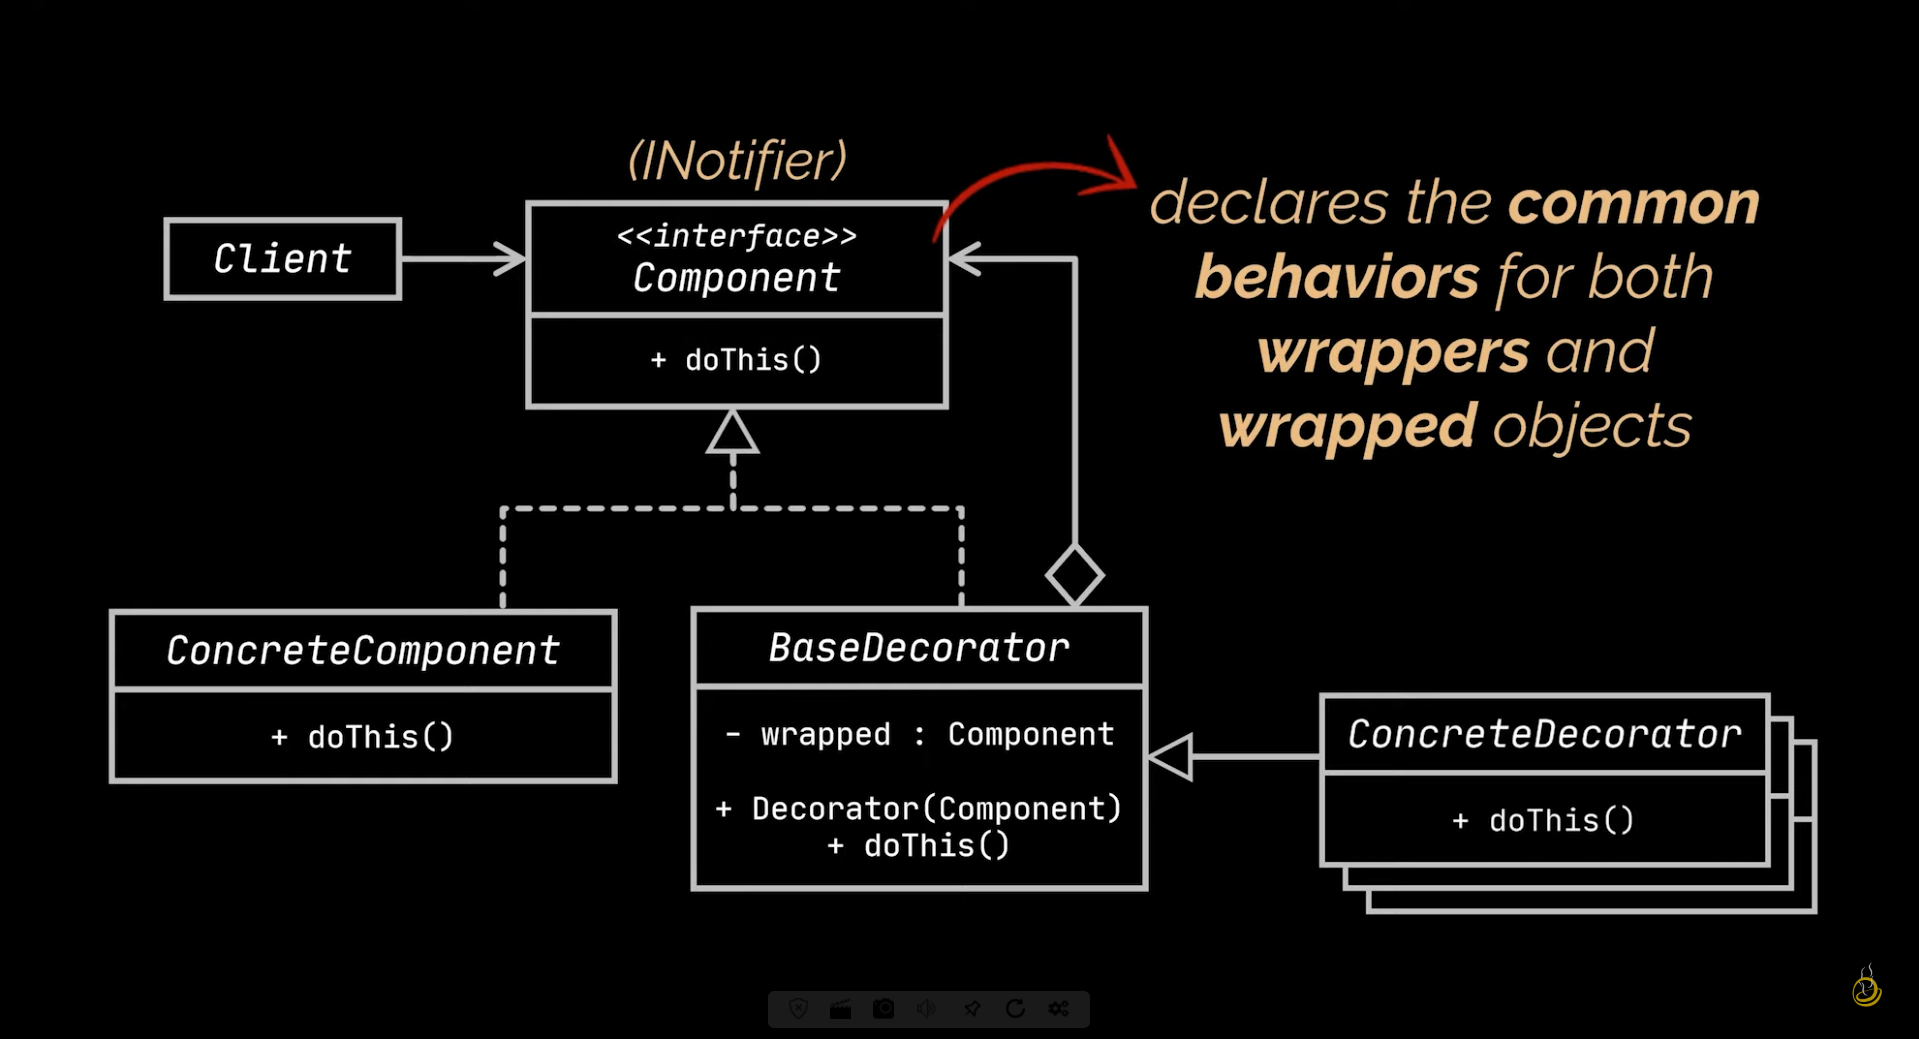 (INotifier)
<<interface>>
Component
+ doThis()
Client
declares the common
behaviors for both
wrappers and
wrapped objects
ConcreteComponent
+ doThis()
BaseDecorator
- wrapped : Component
+ Decorator(Component)
+ doThis()
ConcreteDecorator
+ doThis()